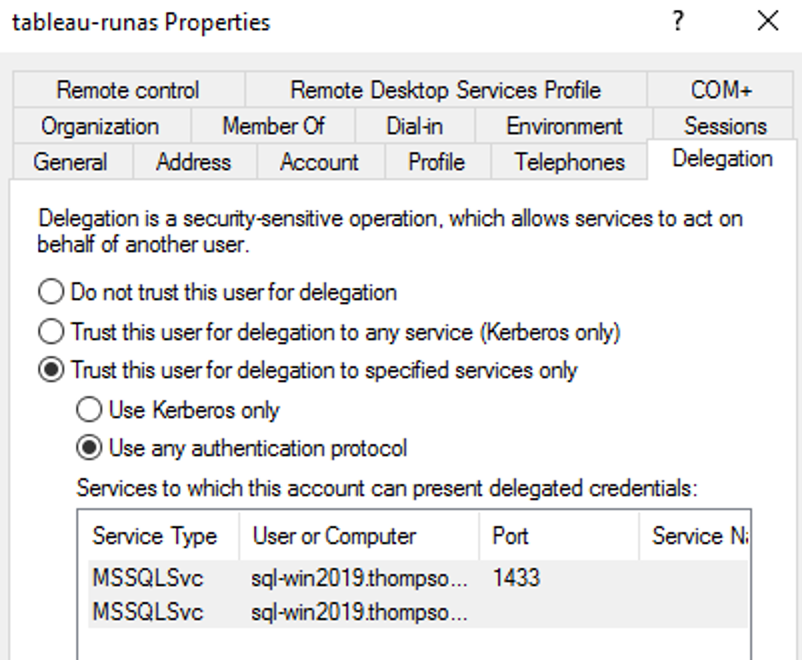 tableau-runas Properties ? X
Remote control Remote Desktop Services Profile COM+
Organization Member Of Dial-in Environment Sessions
General Address Account Profile Telephones Delegation
Delegation is a security-sensitive operation, which allows services to act on
behalf of another user.
Do not trust this user for delegation
Trust this user for delegation to any service (Kerberos only)
Trust this user for delegation to specified services only
Use Kerberos only
Use any authentication protocol
Services to which this account can present delegated credentials:
Service Type User or Computer Port Service
MSSQLSvc sql-win2019.thompso... 1433
MSSQLSvc sql-win2019.thompso...